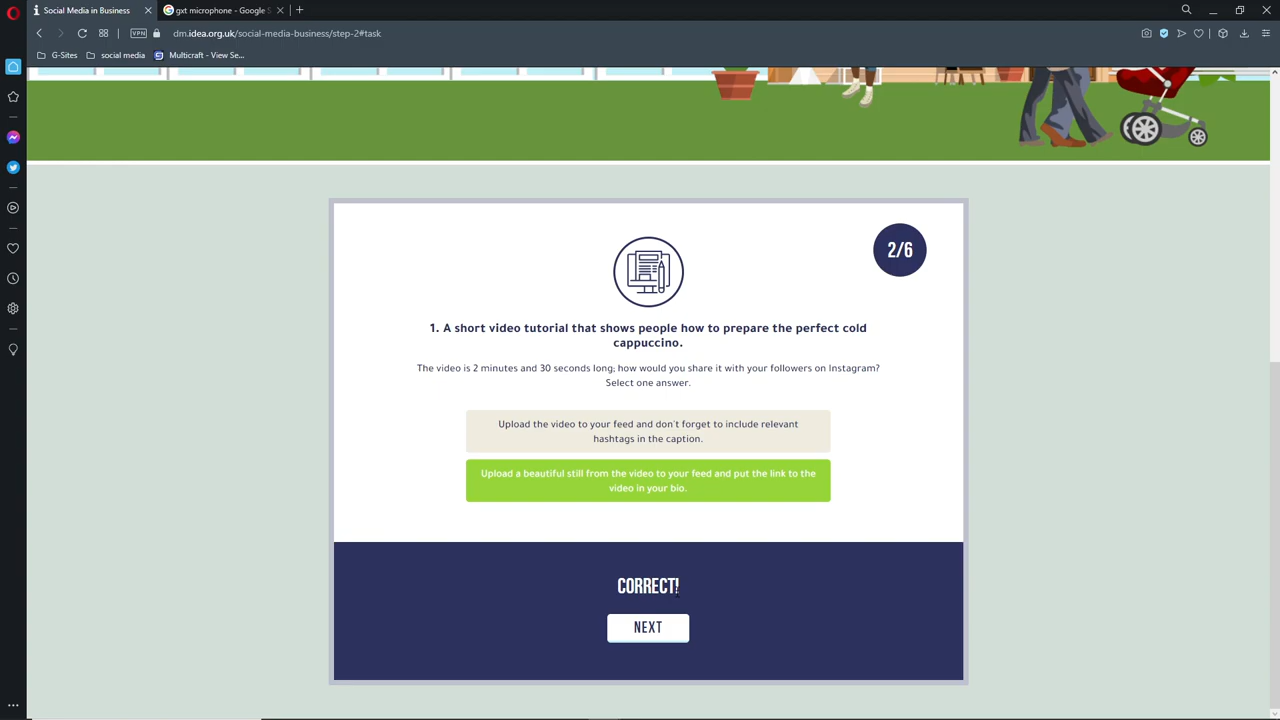 Social Media in Business
gxt microphone - Google S
VPN
dm.idea.org.uk/social-media-business/step-2#task
G-Sites
social media
Multicraft - View Se...
2/6
1. A short video tutorial that shows people how to prepare the perfect cold
cappuccino.
The video is 2 minutes and 30 seconds long; how would you share it with your followers on Instagram?
Select one answer.
Upload the video to your feed and don't forget to include relevant
hashtags in the caption.
Upload a beautiful still from the video to your feed and put the link to the
video in your bio.
CORRECT!
NEXT